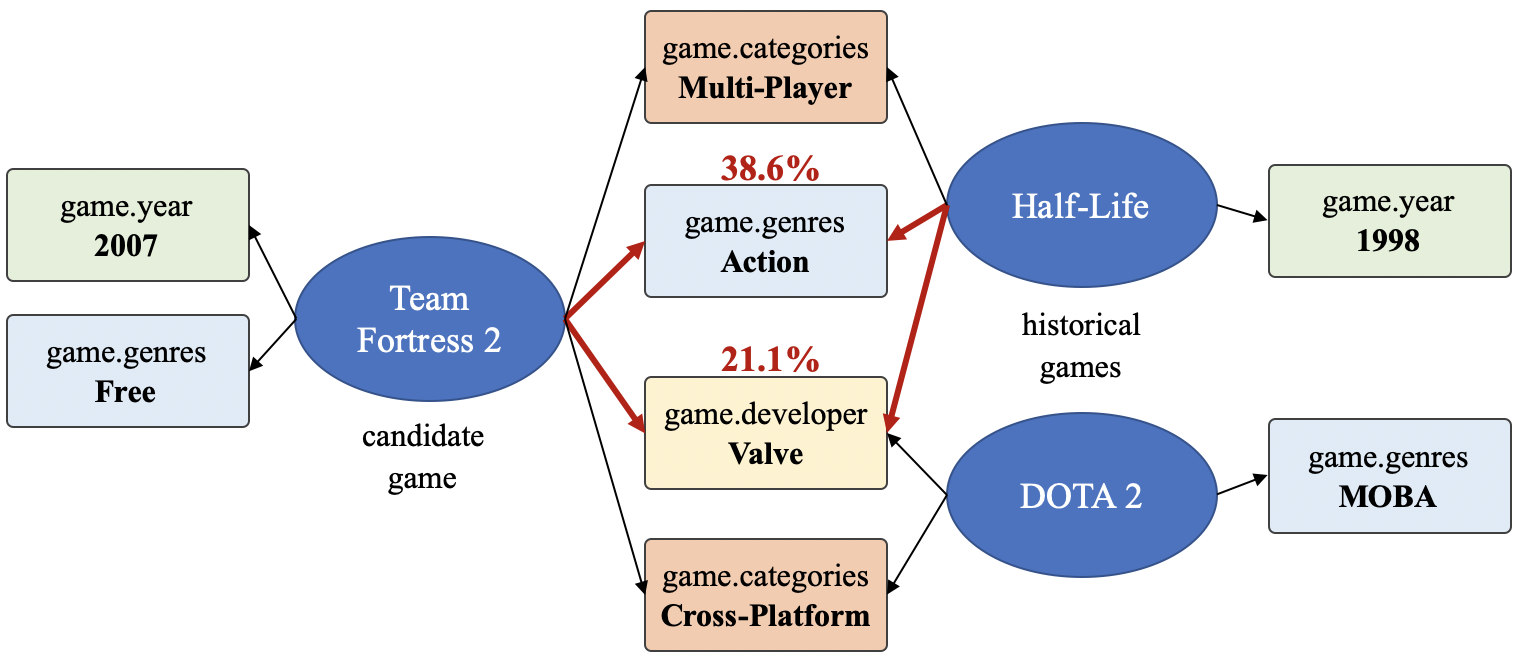 game.year
2007
game.genres
Free
Team
Fortress 2
candidate
game
game.categories
Multi-Player
38.6%
game.genres
Action
21.1%
game.developer
Valve
game.categories
Cross-Platform
Half-Life
historical
games
DOTA 2
game.year
1998
game.genres
MOBA